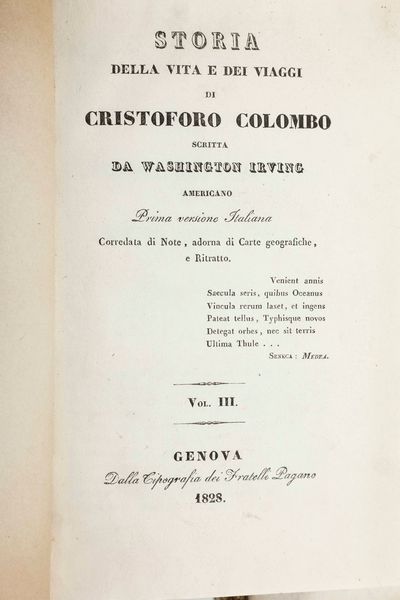 STORIA
DELLA VITA E DEI VIAGGI
DI
CRISTOFORO COLOMBO
SCRITTA
DA WASHINGTON IRVING
AMERICANO
Prima versione Italiana
Corredata di Note, adorna di Carte geografiche,
e Ritratto.
Venient annis
Saecula seris, quibus Oceanus
Vincula rerum laxet, et ingens
Pateat tellus, Typhisque novos
Detegat orbes, nec sit terris
Ultima Thule . . .
SENECA: MEDEA.
VOL. III.
GENOVA
Dalla Tipografia dei Fratelli Pagano
1828.